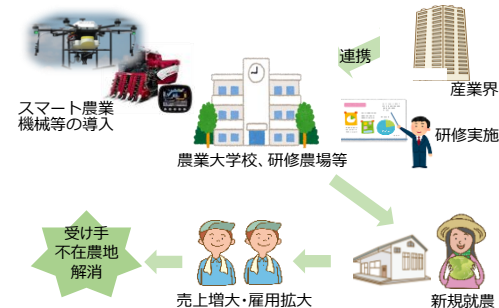 連携
産業界
スマート農業
機械等の導入
研修実施
農業大学校、研修農場等
受け手
不在農地
解消
売上増大・雇用拡大
新規就農